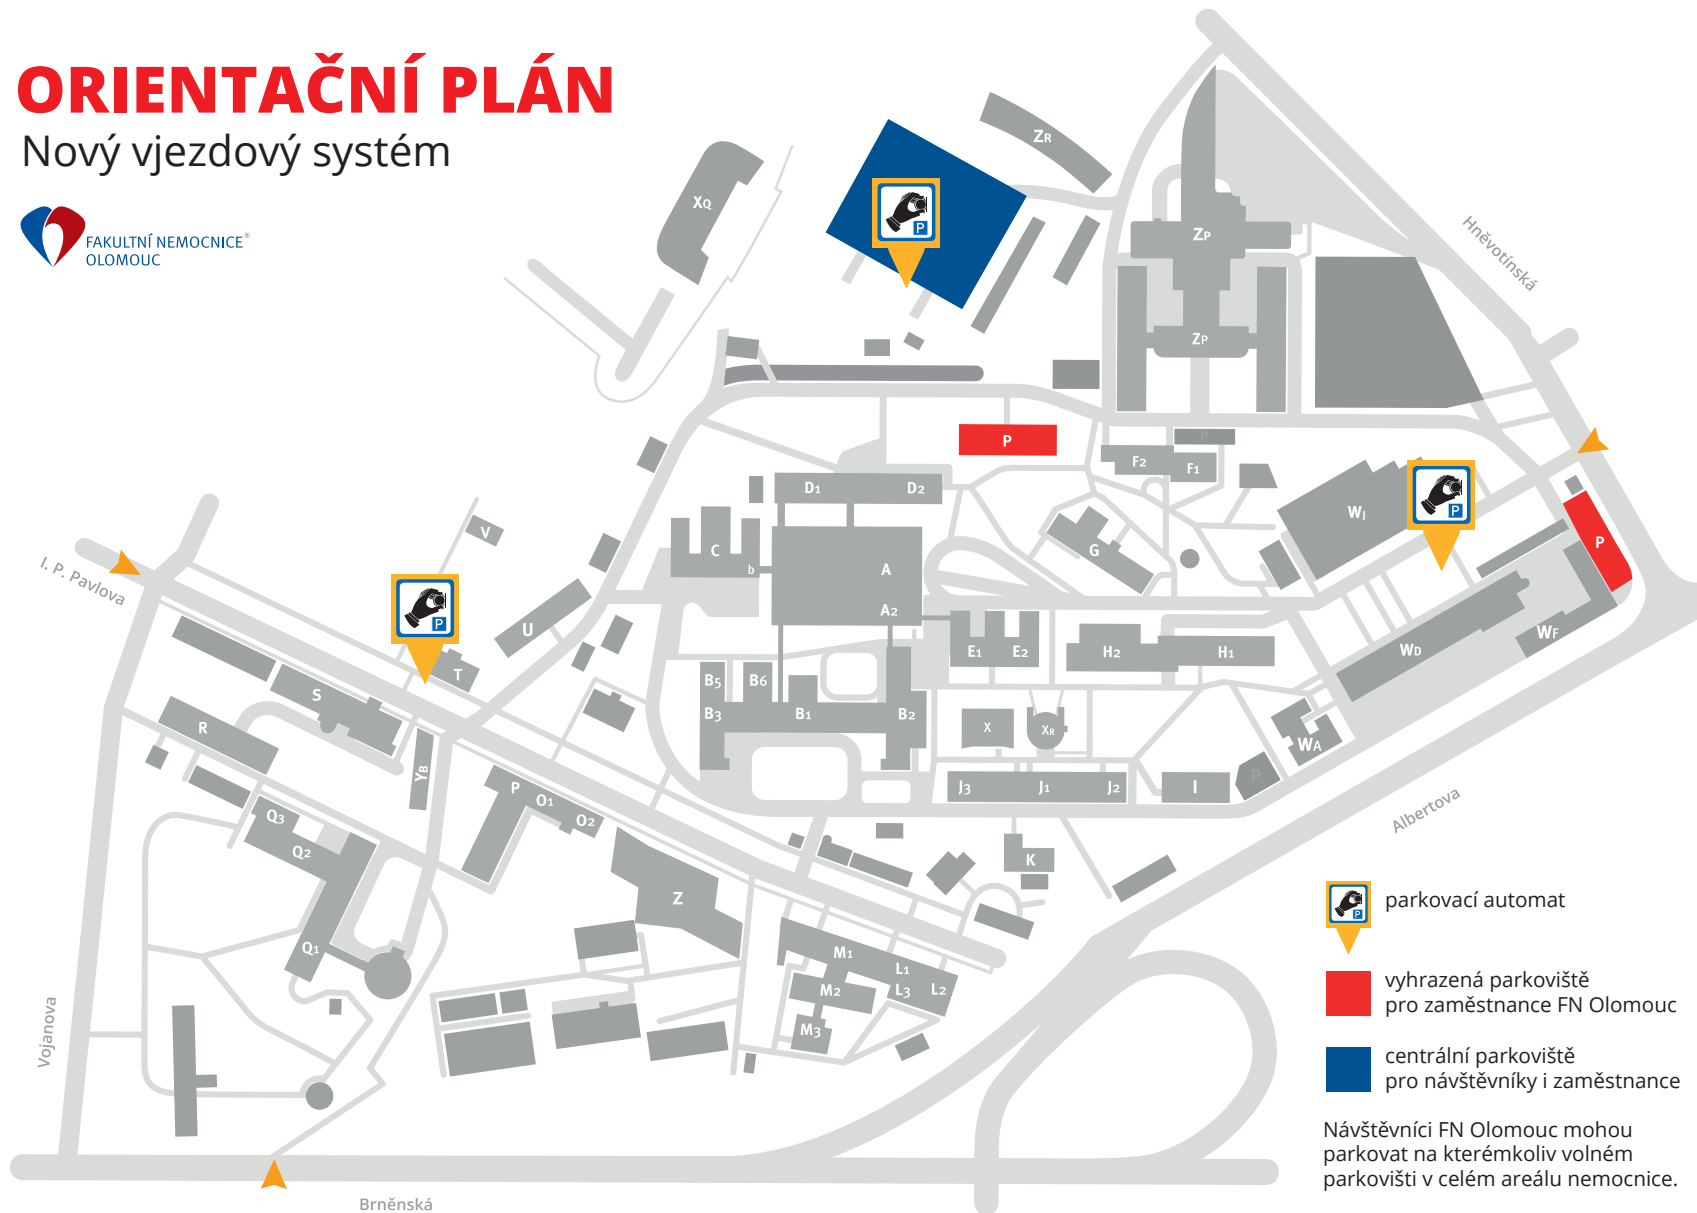 ORIENTAČNÍ PLÁN
Nový vjezdový systém
FAKULTNÍ NEMOCNICE®
OLOMOUC
ZR
XQ
P
ZP
Hněvotínská
ZP
P
P
F2
F1
D1
D2
WJ
P
P
V
C
b
A
G
I. P. Pavlova
A2
P
U
E1
E2
H2
H1
WD
WF
T
S
B5
B6
B3
B1
B2
X
XR
WA
R
YB
P
O1
O2
J3
J1
J2
I
P
Albertova
Q3
Q2
K
Z
parkovací automat
P
Q1
M1
L1
L3
L2
M2
M3
vyhrazená parkoviště
pro zaměstnance FN Olomouc
Vojanova
centrální parkoviště
pro návštěvníky i zaměstnance
Návštěvníci FN Olomouc mohou
parkovat na kterémkoliv volném
parkovišti v celém areálu nemocnice.
Brněnská